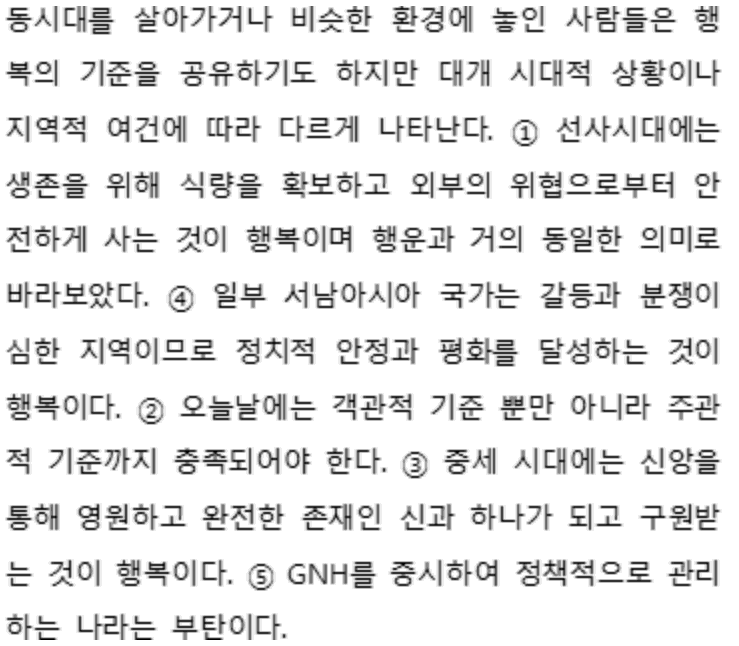 동시대를 살아가거나 비슷한 환경에 놓인 사람들은 행
복의 기준을 공유하기도 하지만 대개 시대적 상황이나
지역적 여건에 따라 다르게 나타난다. ① 선사시대에는
생존을 위해 식량을 확보하고 외부의 위협으로부터 안
전하게 사는 것이 행복이며 행운과 거의 동일한 의미로
바라보았다. ④ 일부 서남아시아 국가는 갈등과 분쟁이
심한 지역이므로 정치적 안정과 평화를 달성하는 것이
행복이다. ② 오늘날에는 객관적 기준 뿐만 아니라 주관
적 기준까지 충족되어야 한다. ③ 중세 시대에는 신앙을
통해 영원하고 완전한 존재인 신과 하나가 되고 구원받
는 것이 행복이다. ⑤ GNH를 중시하여 정책적으로 관리
하는 나라는 부탄이다.